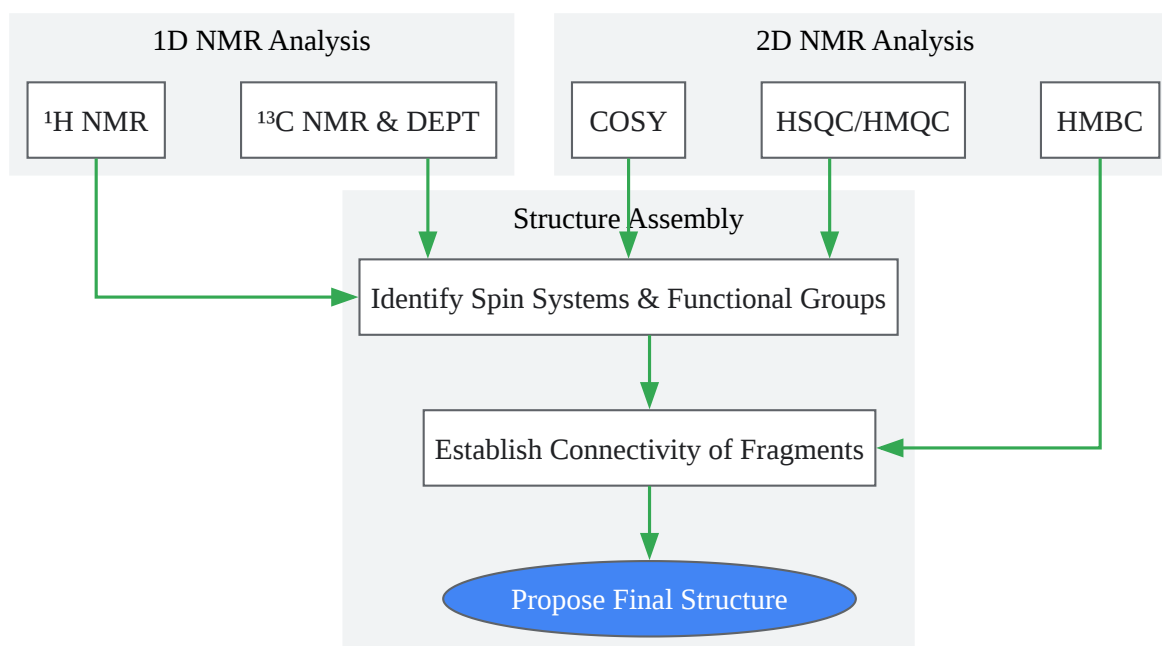 1D NMR Analysis
2D NMR Analysis
¹H NMR
¹³C NMR & DEPT
COSY
HSQC/HMQC
HMBC
Structure Assembly
Identify Spin Systems & Functional Groups
Establish Connectivity of Fragments
Propose Final Structure